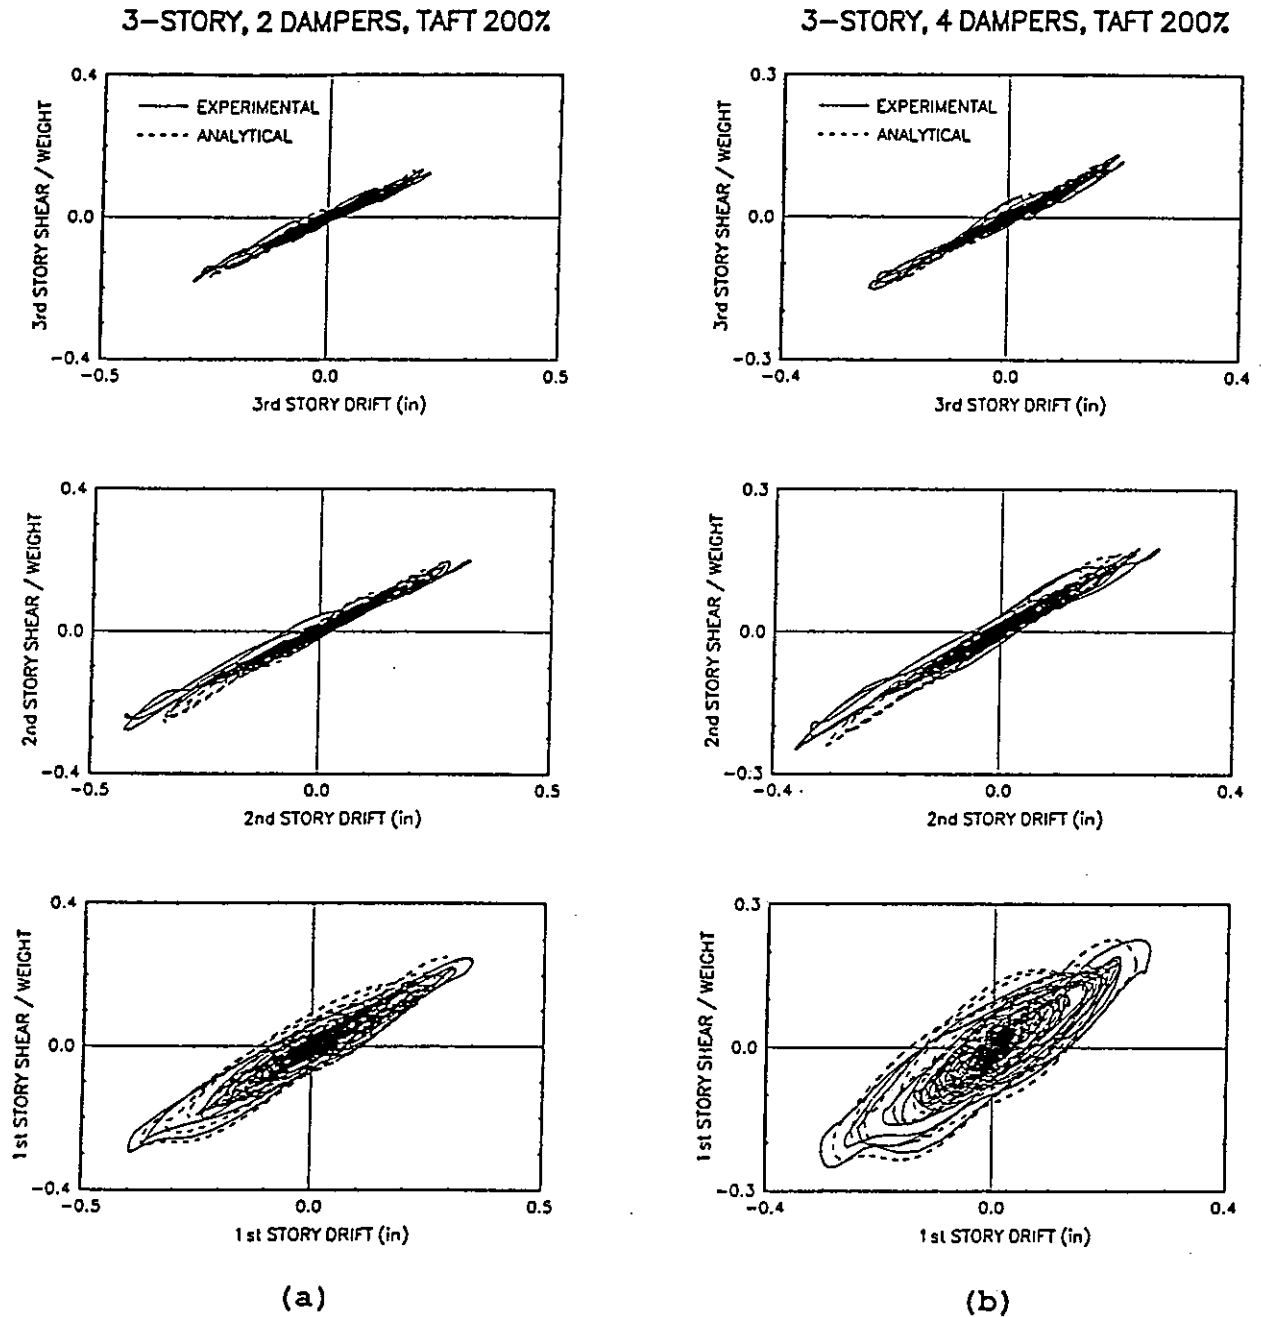 3-STORY, 2 DAMPERS, TAFT 200%
0.4
EXPERIMENTAL
ANALYTICAL
3rd STORY SHEAR / WEIGHT
0.0
-0.4
-0.5
0.0
0.5
3rd STORY DRIFT (in)
0.4
2nd STORY SHEAR / WEIGHT
0.0
-0.4
-0.5
0.0
0.5
2nd STORY DRIFT (in)
0.4
1st STORY SHEAR / WEIGHT
0.0
-0.4
-0.5
0.0
0.5
1st STORY DRIFT (in)
(a)
3-STORY, 4 DAMPERS, TAFT 200%
0.3
EXPERIMENTAL
ANALYTICAL
3rd STORY SHEAR / WEIGHT
0.0
-0.3
-0.4
0.0
0.4
3rd STORY DRIFT (in)
0.3
2nd STORY SHEAR / WEIGHT
0.0
-0.3
-0.4
0.0
0.4
2nd STORY DRIFT (in)
0.3
1st STORY SHEAR / WEIGHT
0.0
-0.3
-0.4
0.0
0.4
1st STORY DRIFT (in)
(b)